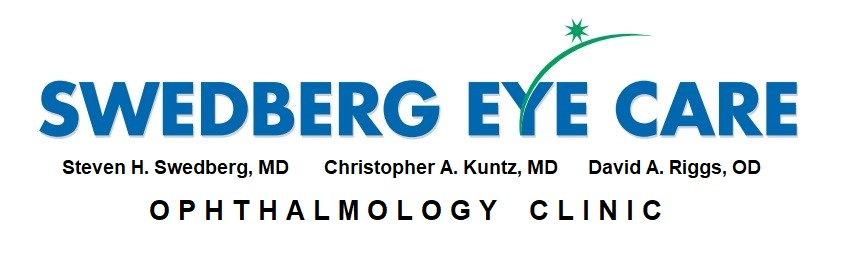 SWEDBERG EYE CARE
Steven H. Swedberg, MD Christopher A. Kuntz, MD David A. Riggs, OD
OPHTHALMOLOGY CLINIC